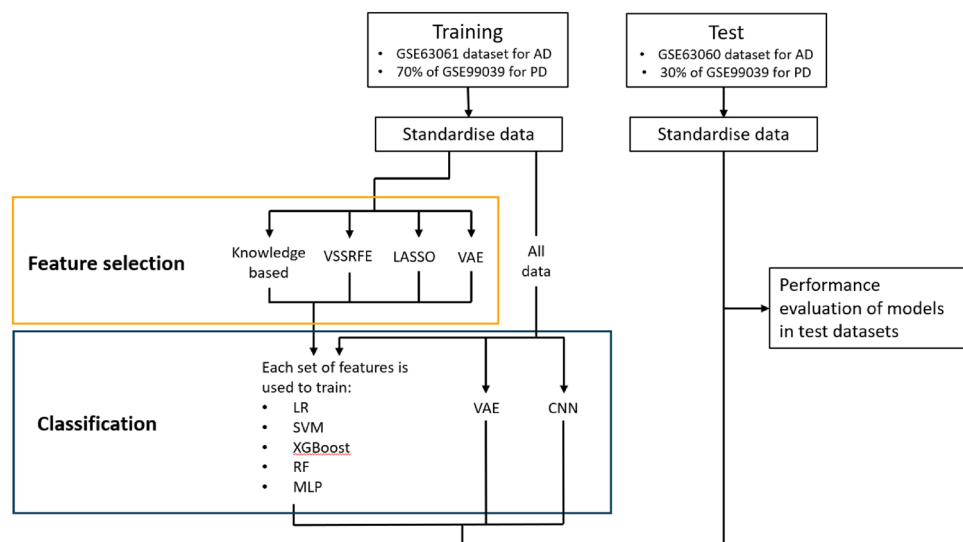 Training
• GSE63061 dataset for AD
• 70% of GSE99039 for PD
Test
• GSE63060 dataset for AD
• 30% of GSE99039 for PD
Standardise data
Standardise data
Feature selection
Knowledge
based
VSSRFE
LASSO
VAE
All
data
Performance
evaluation of models
in test datasets
Classification
Each set of features is
used to train:
• LR
• SVM
• XGBoost
• RF
• MLP
VAE
CNN